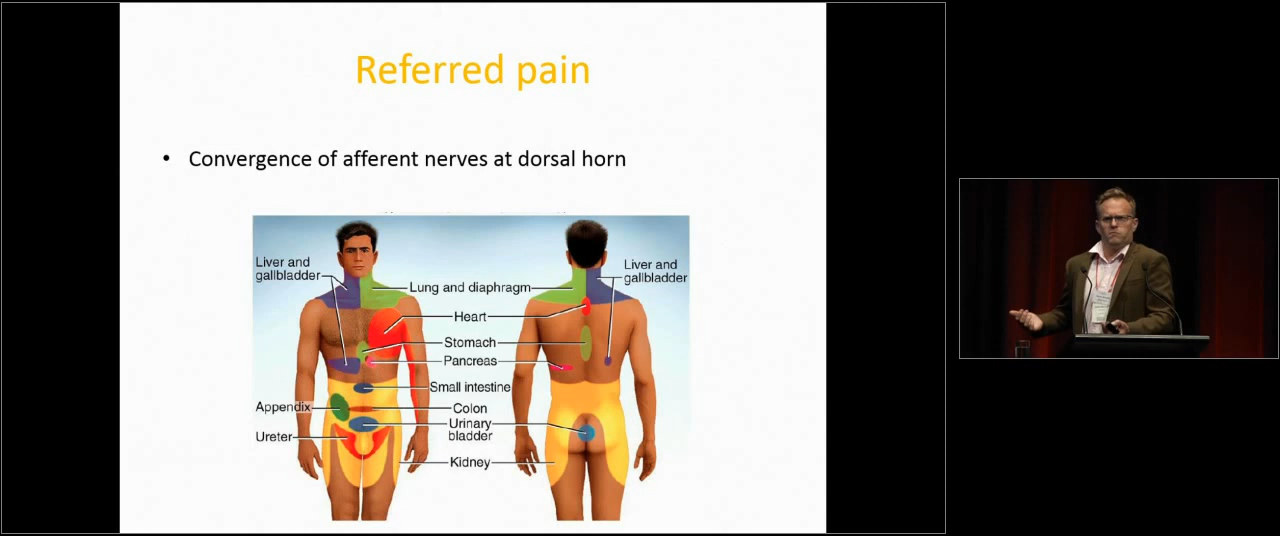 Referred pain
• Convergence of afferent nerves at dorsal horn
Liver and
gallbladder
Lung and diaphragm
Liver and
gallbladder
Heart
Stomach
Pancreas
Small intestine
Appendix
Colon
Urinary
bladder
Ureter
Kidney